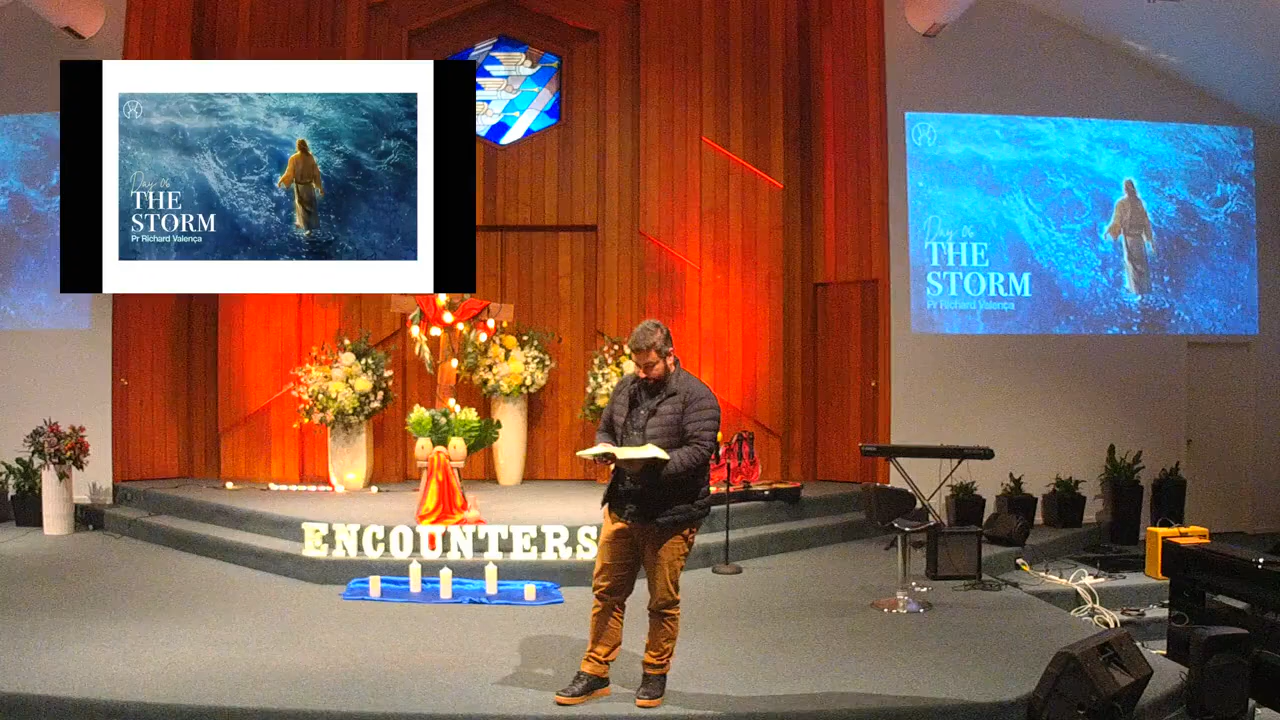 Day 06
THE
STORM
Pr Richard Valença
Day 06
THE
STORM
Pr Richard Valença
ENCOUNTERS